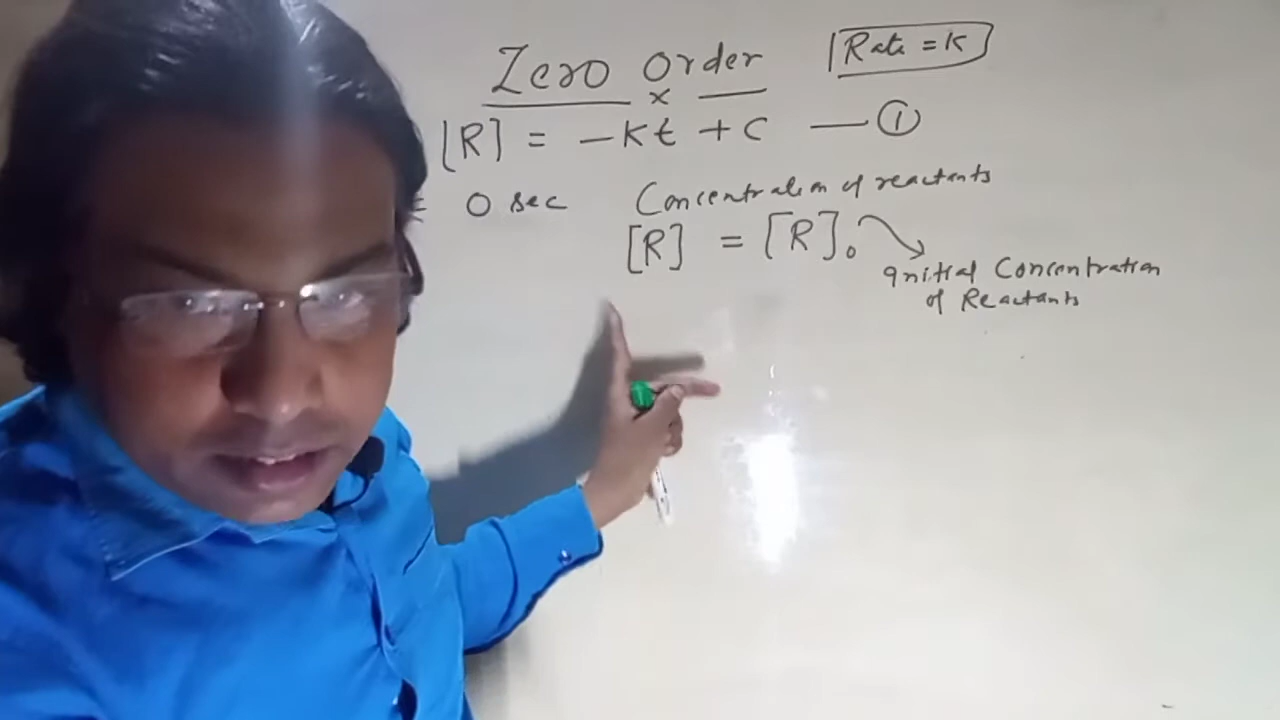 Zero Order Rate = K
[R] = -Kt + C — ①
= 0 sec Concentration of reactants
[R] = [R]₀
Initial Concentration
of Reactants